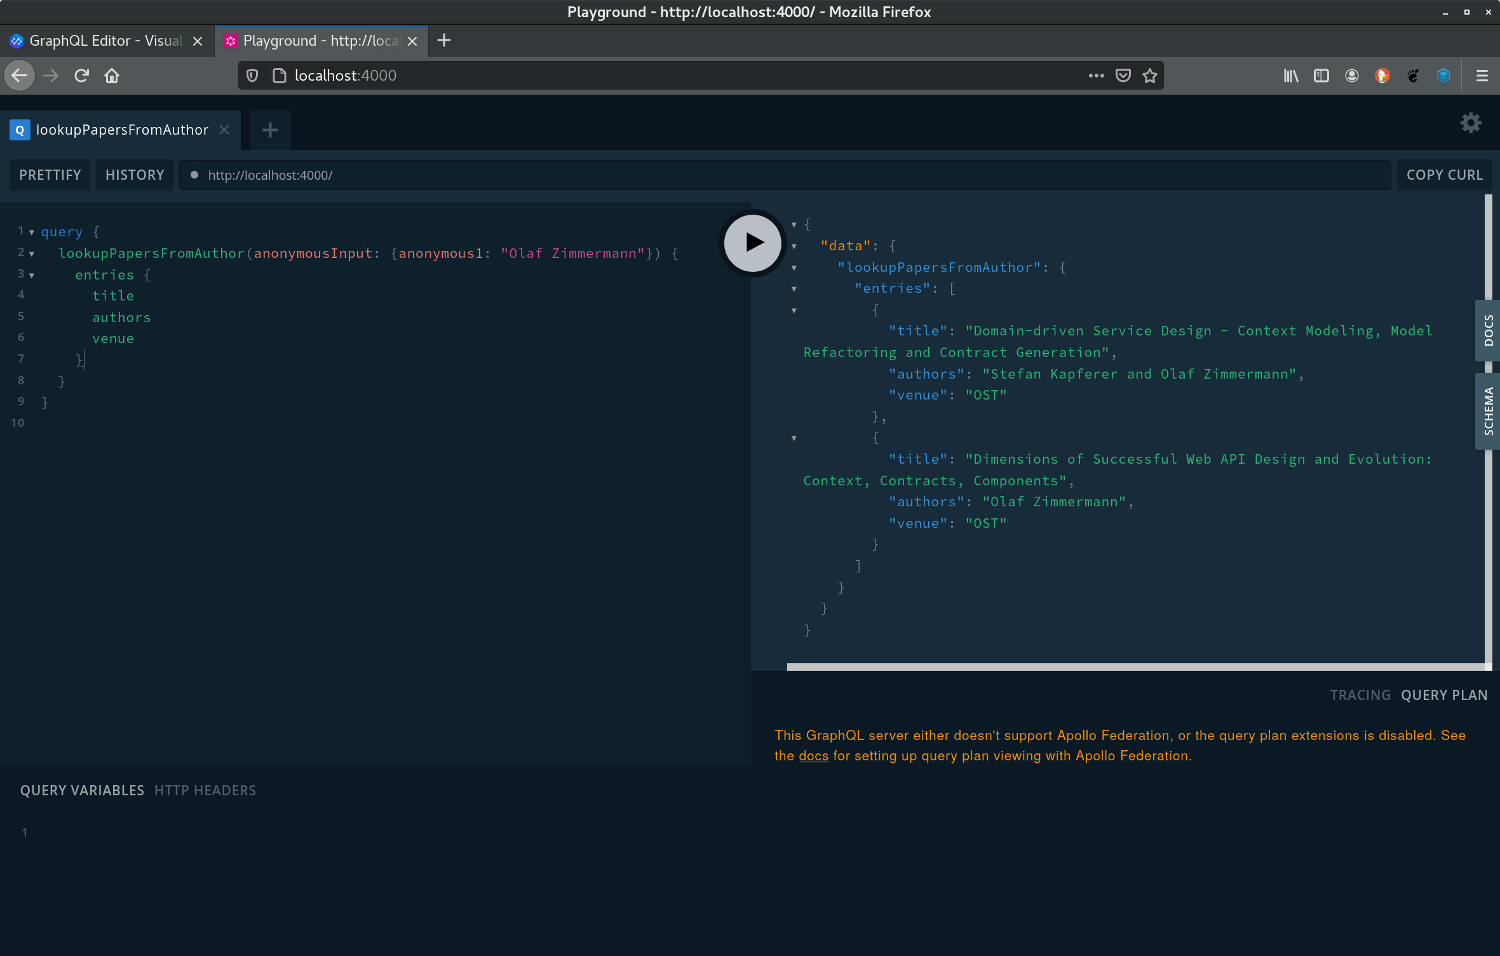 Playground - http://localhost:4000/ - Mozilla Firefox
GraphQL Editor - Visual
Playground - http://loca
localhost:4000
Q lookupPapersFromAuthor
PRETTIFY HISTORY http://localhost:4000/ COPY CURL
1 query {
2 lookupPapersFromAuthor(anonymousInput: {anonymous1: "Olaf Zimmermann"}) {
3 entries {
4 title
5 authors
6 venue
7 }
8 }
9 }
10
{
"data": {
"lookupPapersFromAuthor": {
"entries": [
{
"title": "Domain-driven Service Design - Context Modeling, Model
Refactoring and Contract Generation",
"authors": "Stefan Kapferer and Olaf Zimmermann",
"venue": "OST"
},
{
"title": "Dimensions of Successful Web API Design and Evolution:
Context, Contracts, Components",
"authors": "Olaf Zimmermann",
"venue": "OST"
}
]
}
}
}
DOCS
SCHEMA
TRACING QUERY PLAN
This GraphQL server either doesn't support Apollo Federation, or the query plan extensions is disabled. See
the docs for setting up query plan viewing with Apollo Federation.
QUERY VARIABLES HTTP HEADERS
1